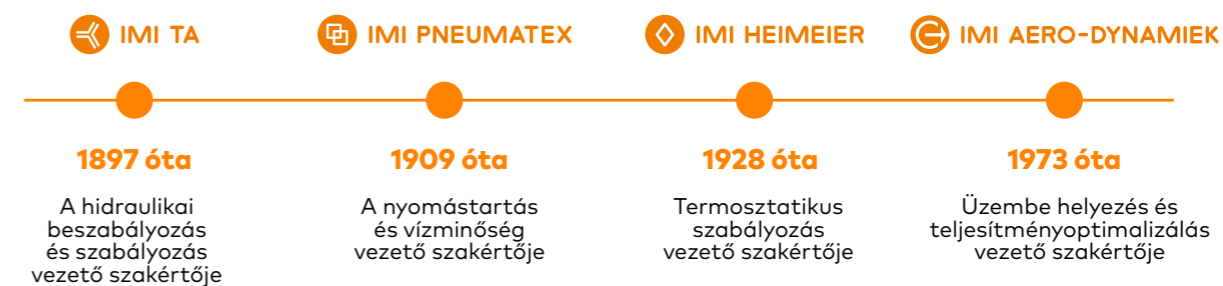 IMI TA
IMI PNEUMATEX
IMI HEIMEIER
IMI AERO-DYNAMIEK
1897 óta
A hidraulikai
beszabályozás
és szabályozás
vezető szakértője
1909 óta
A nyomástartás
és vízminőség
vezető szakértője
1928 óta
Termosztatikus
szabályozás
vezető szakértője
1973 óta
Üzembe helyezés és
teljesítményoptimalizálás
vezető szakértője